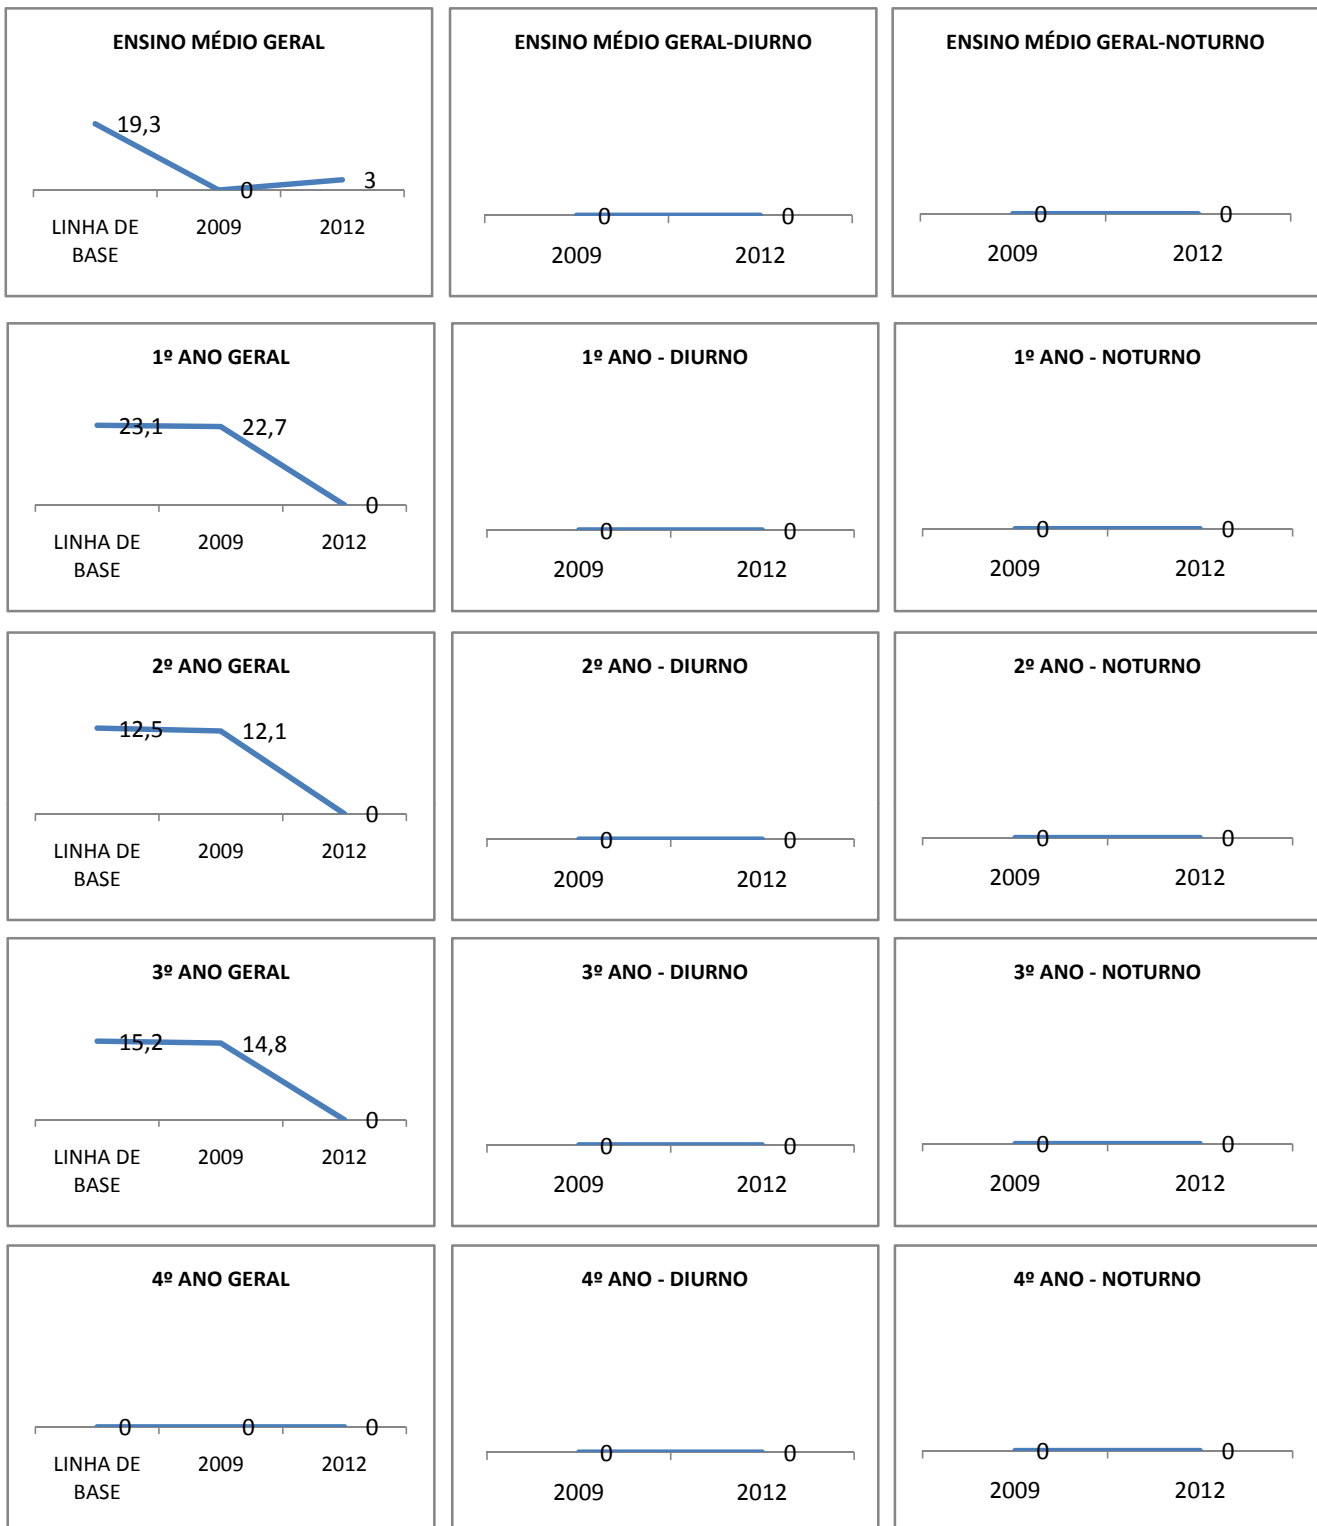 ENSINO MÉDIO GERAL
19,3
0
3
LINHA DE
BASE
2009
2012
ENSINO MÉDIO GERAL-DIURNO
0
0
2009
2012
ENSINO MÉDIO GERAL-NOTURNO
0
0
2009
2012
1º ANO GERAL
23,1
22,7
0
LINHA DE
BASE
2009
2012
1º ANO - DIURNO
0
0
2009
2012
1º ANO - NOTURNO
0
0
2009
2012
2º ANO GERAL
12,5
12,1
0
LINHA DE
BASE
2009
2012
2º ANO - DIURNO
0
0
2009
2012
2º ANO - NOTURNO
0
0
2009
2012
3º ANO GERAL
15,2
14,8
0
LINHA DE
BASE
2009
2012
3º ANO - DIURNO
0
0
2009
2012
3º ANO - NOTURNO
0
0
2009
2012
4º ANO GERAL
0
0
0
LINHA DE
BASE
2009
2012
4º ANO - DIURNO
0
0
2009
2012
4º ANO - NOTURNO
0
0
2009
2012